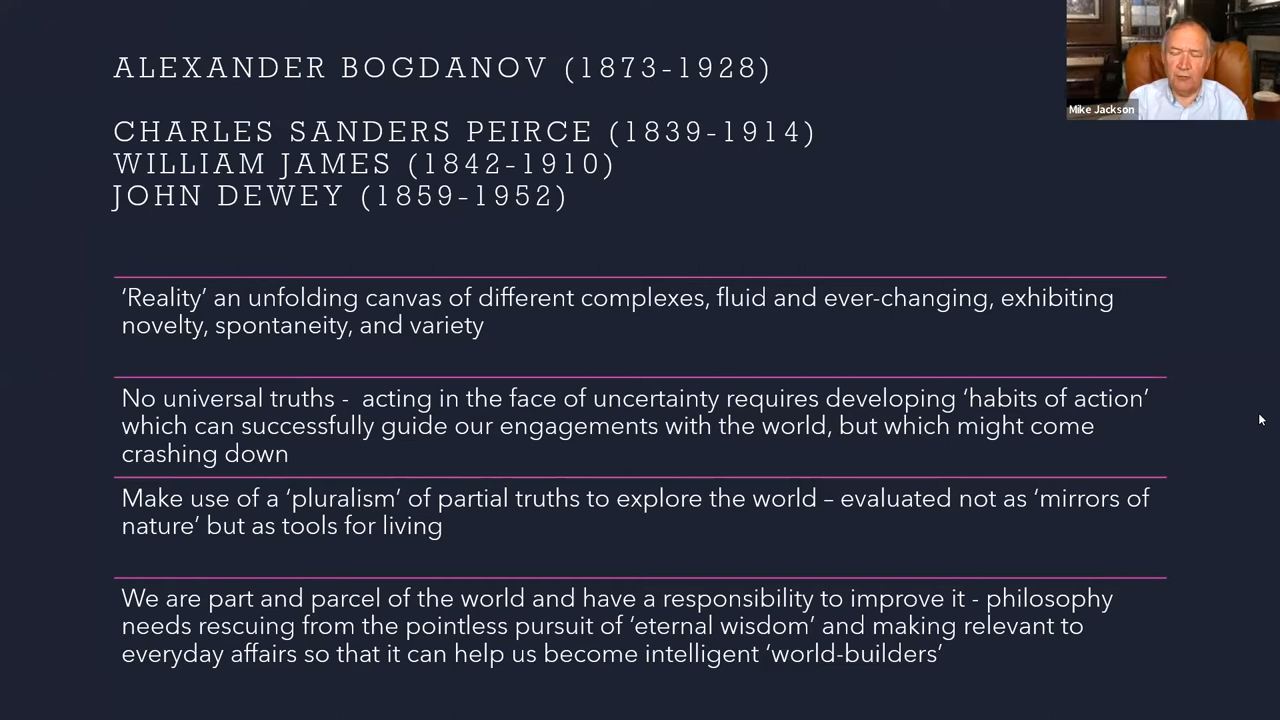 ALEXANDER BOGDANOV (1873-1928)
Mike Jackson
CHARLES SANDERS PEIRCE (1839-1914)
WILLIAM JAMES (1842-1910)
JOHN DEWEY (1859-1952)
‘Reality’ an unfolding canvas of different complexes, fluid and ever-changing, exhibiting
novelty, spontaneity, and variety
No universal truths -  acting in the face of uncertainty requires developing ‘habits of action’
which can successfully guide our engagements with the world, but which might come
crashing down
Make use of a ‘pluralism’ of partial truths to explore the world – evaluated not as ‘mirrors of
nature’ but as tools for living
We are part and parcel of the world and have a responsibility to improve it - philosophy
needs rescuing from the pointless pursuit of ‘eternal wisdom’ and making relevant to
everyday affairs so that it can help us become intelligent ‘world-builders’